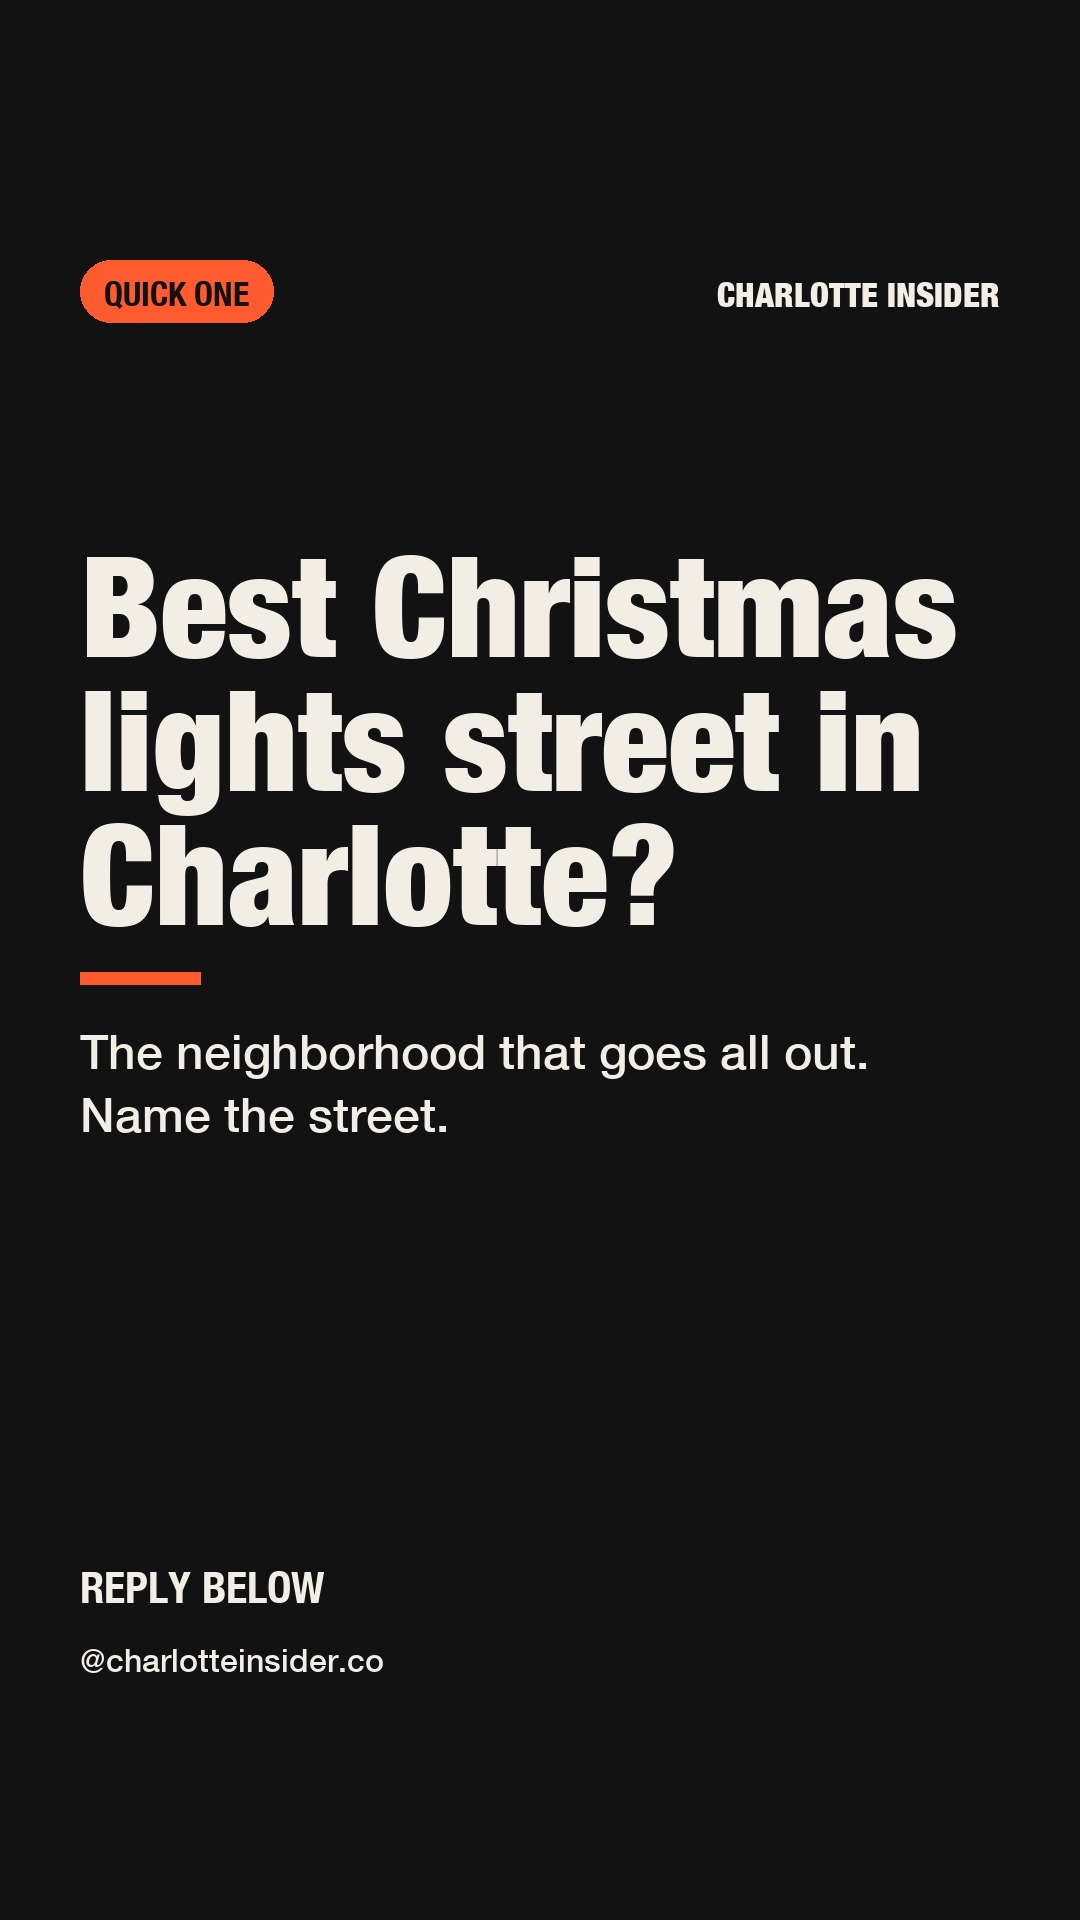 QUICK ONE
CHARLOTTE INSIDER
Best Christmas
lights street in
Charlotte?
The neighborhood that goes all out.
Name the street.
REPLY BELOW
@charlotteinsider.co